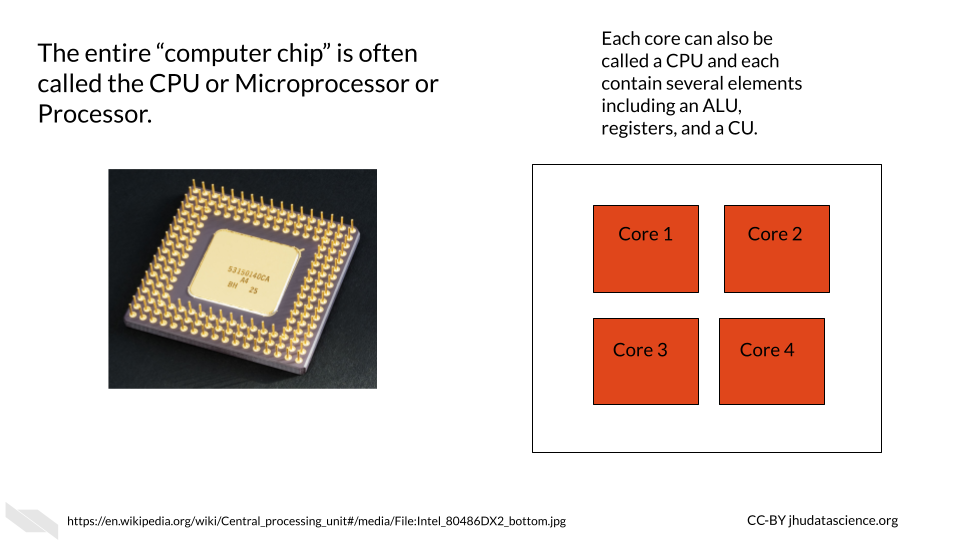 The entire “computer chip” is often
called the CPU or Microprocessor or
Processor.
Each core can also be
called a CPU and each
contain several elements
including an ALU,
registers, and a CU.
A4
25
Core 1
Core 2
Core 3
Core 4
https://en.wikipedia.org/wiki/Central_processing_unit#/media/File:Intel_80486DX2_bottom.jpg
CC-BY jhudatascience.org